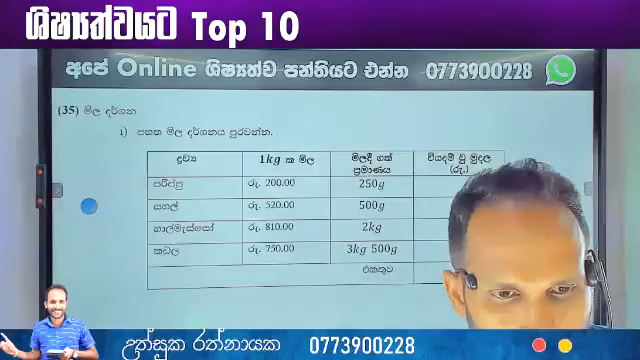 ශිෂ්‍යත්වයට Top 10
අපේ Online ශිෂ්‍යත්ව පන්තියට එන්න 0773900228
(35) මිල දර්ශන
i) පහත මිල දර්ශනය පුරවන්න.
ද්‍රව්‍ය 1kg ක මිල මිලදී ගත් ප්‍රමාණය වියදම් වූ මුදල (රු.)
පරිප්පු රු. 200.00 250g
සහල් රු. 520.00 500g
හාල්මැස්සෝ රු. 810.00 2kg
කඩල රු. 750.00 3kg 500g
එකතුව
උත්සුක රත්නායක 0773900228